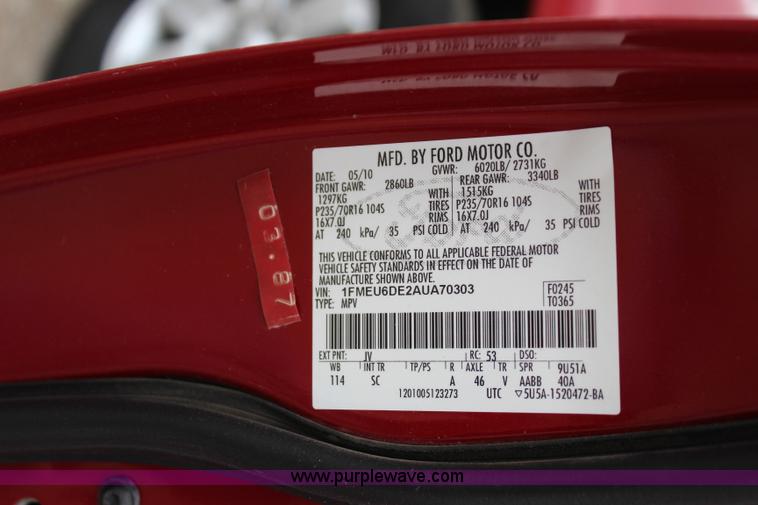 MFD. BY FORD MOTOR CO.
DATE: 05/10 GVWR: 6020LB/ 2731KG
FRONT GAWR: 2860LB REAR GAWR: 3340LB
1297KG WITH 1515KG WITH
P235/70R16 104S TIRES P235/70R16 104S TIRES
16X7.0J RIMS 16X7.0J RIMS
AT 240 kPa/ 35 PSI COLD AT 240 kPa/ 35 PSI COLD
THIS VEHICLE CONFORMS TO ALL APPLICABLE FEDERAL MOTOR
VEHICLE SAFETY STANDARDS IN EFFECT ON THE DATE OF
MANUFACTURE SHOWN ABOVE.
VIN: 1FMEU6DE2AUA70303 F0245
TYPE: MPV T0365
EXT PNT: JV RC: 53 DSO:
WB INT TR TP/PS R AXLE TR SPR 9U51A
114 SC A 46 V AABB 40A
1201005123273 UTC ▽5U5A-1520472-BA
03·87
www.purplewave.com